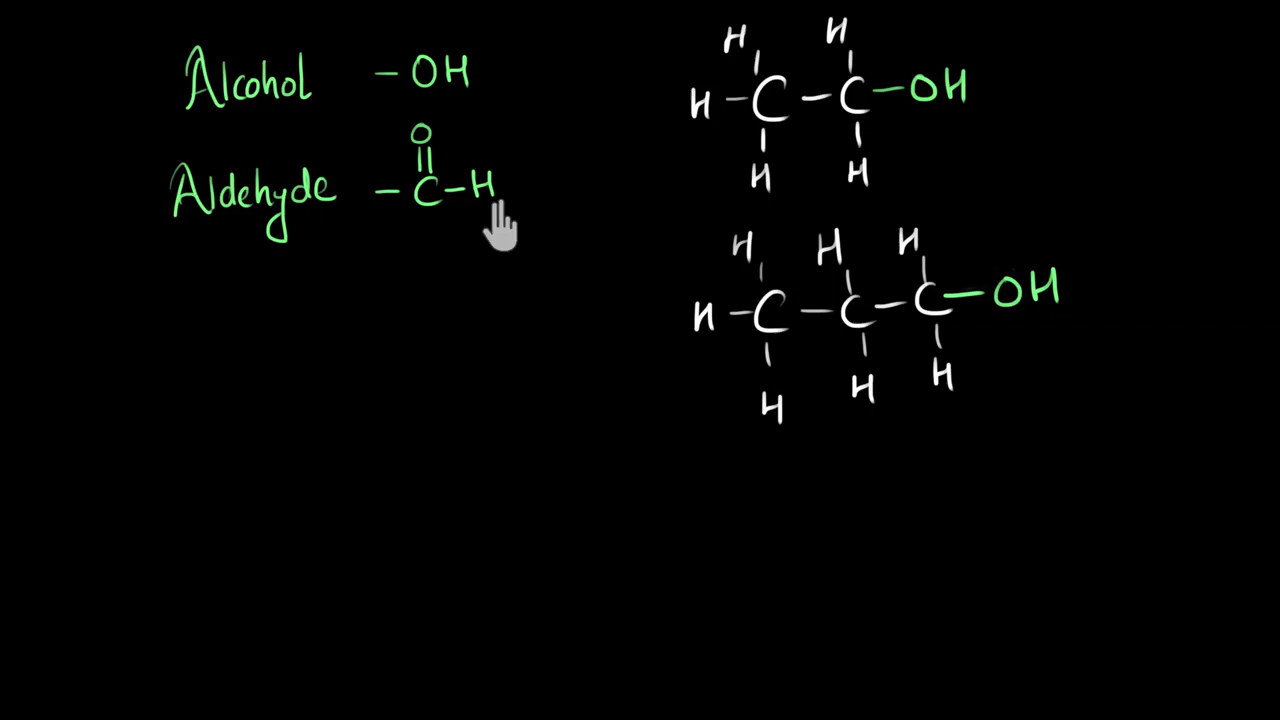 Alcohol – OH
O
||
Aldehyde – C – H
H H
| |
H – C – C – OH
| |
H H
H H H
| | |
H – C – C – C – OH
| | |
H H H